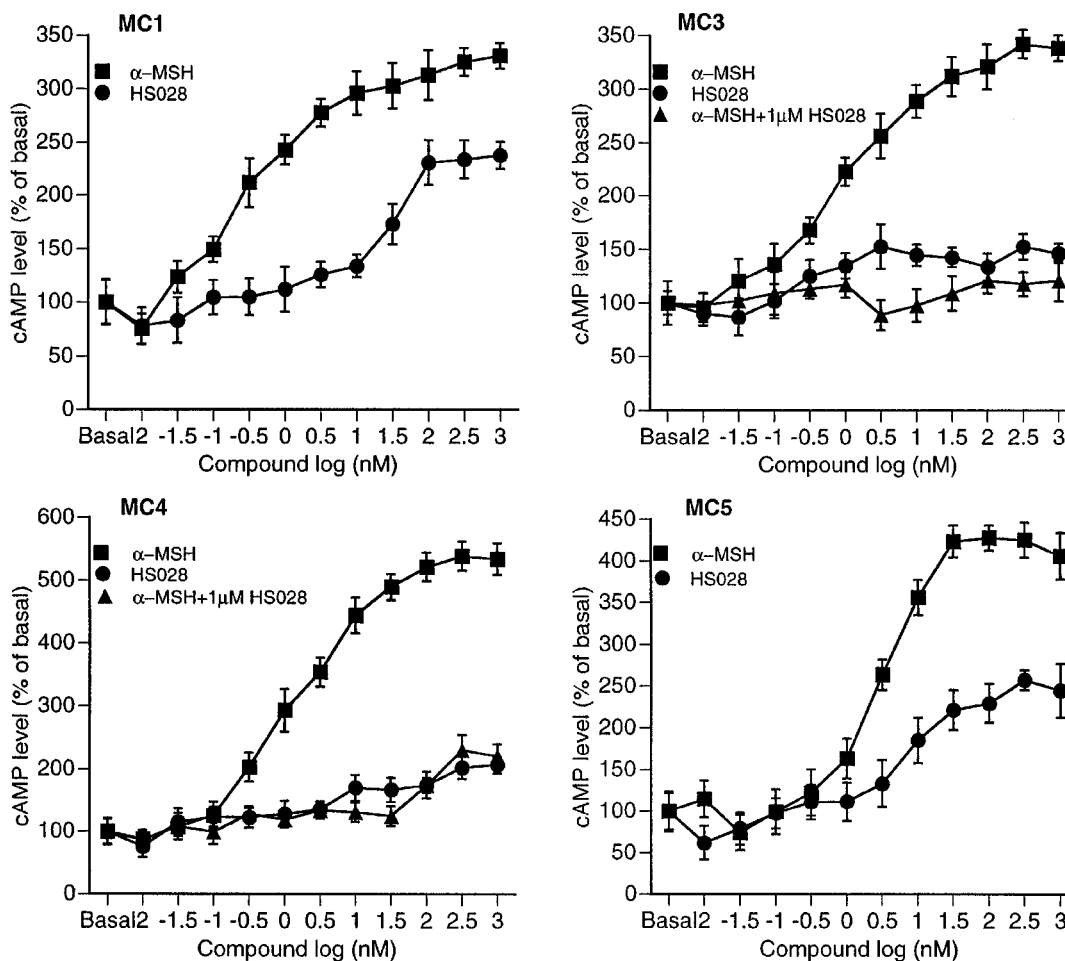 MC1
α–MSH
HS028
cAMP level (% of basal)
350
300
250
200
150
100
50
0
Basal2 -1.5 -1 -0.5 0 0.5 1 1.5 2 2.5 3
Compound log (nM)
MC3
α–MSH
HS028
α–MSH+1μM HS028
cAMP level (% of basal)
350
300
250
200
150
100
50
0
Basal2 -1.5 -1 -0.5 0 0.5 1 1.5 2 2.5 3
Compound log (nM)
MC4
α–MSH
HS028
α–MSH+1μM HS028
cAMP level (% of basal)
600
500
400
300
200
100
0
Basal2 -1.5 -1 -0.5 0 0.5 1 1.5 2 2.5 3
Compound log (nM)
MC5
α–MSH
HS028
cAMP level (% of basal)
450
400
350
300
250
200
150
100
50
0
Basal2 -1.5 -1 -0.5 0 0.5 1 1.5 2 2.5 3
Compound log (nM)